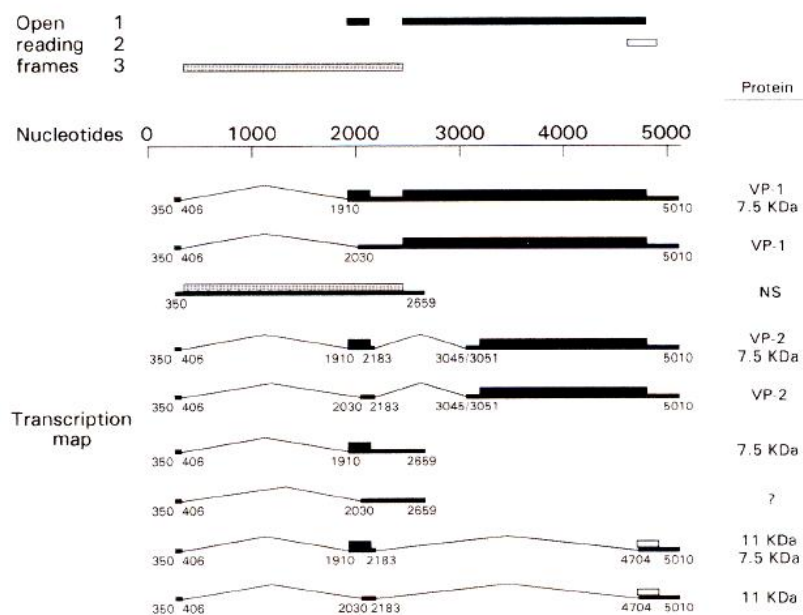 Open 1
reading 2
frames 3
Protein
Nucleotides 0 1000 2000 3000 4000 5000
VP-1
350 406 1910 5010
7.5 KDa
VP-1
350 406 2030 5010
NS
350 2659
VP-2
350 406 1910 2183 3045/3051 5010
7.5 KDa
VP-2
350 406 2030 2183 3045/3051 5010
Transcription
map
7.5 KDa
350 406 1910 2659
?
350 406 2030 2659
11 KDa
350 406 1910 2183 4704 5010
7.5 KDa
11 KDa
350 406 2030 2183 4704 5010